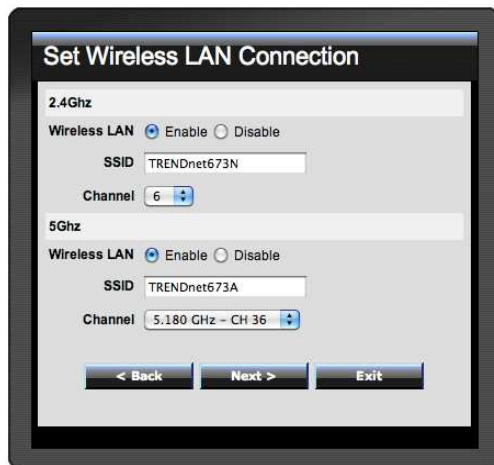 Set Wireless LAN Connection
2.4Ghz
Wireless LAN Enable Disable
SSID TRENDnet673N
Channel 6
5Ghz
Wireless LAN Enable Disable
SSID TRENDnet673A
Channel 5.180 GHz - CH 36
< Back Next > Exit